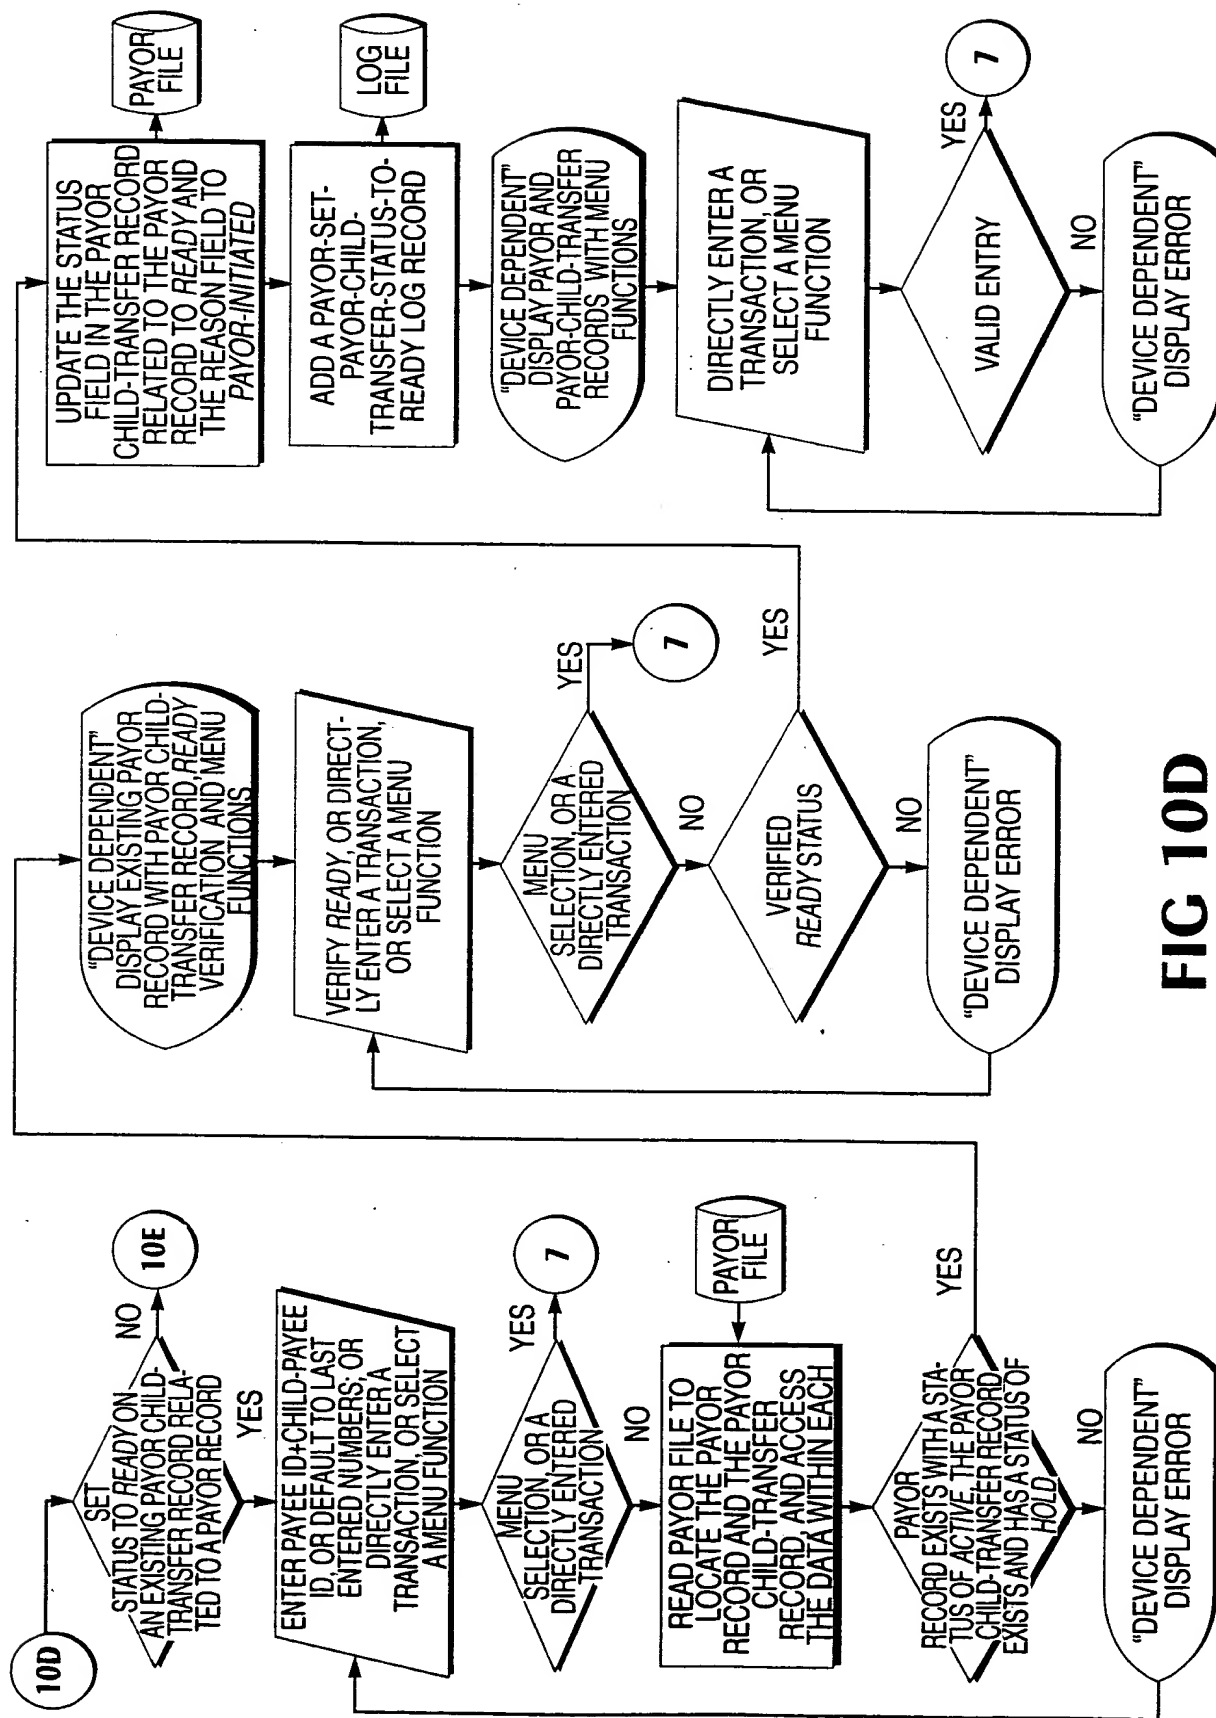 10D
SET
STATUS TO READY ON
AN EXISTING PAYOR CHILD-
TRANSFER RECORD RELA-
TED TO A PAYOR RECORD
NO
10E
YES
ENTER PAYEE ID+CHILD-PAYEE
ID, OR DEFAULT TO LAST
ENTERED NUMBERS; OR
DIRECTLY ENTER A
TRANSACTION, OR SELECT
A MENU FUNCTION
MENU
SELECTION, OR A
DIRECTLY ENTERED
TRANSACTION
YES
7
NO
READ PAYOR FILE TO
LOCATE THE PAYOR
RECORD AND THE PAYOR
CHILD-TRANSFER
RECORD, AND ACCESS
THE DATA WITHIN EACH
PAYOR
FILE
PAYOR
RECORD EXISTS WITH A STA-
TUS OF ACTIVE THE PAYOR
CHILD-TRANSFER RECORD
EXISTS AND HAS A STATUS OF
HOLD
YES
NO
"DEVICE DEPENDENT"
DISPLAY ERROR
"DEVICE DEPENDENT"
DISPLAY EXISTING PAYOR
RECORD WITH PAYOR CHILD-
TRANSFER RECORD, READY
VERIFICATION AND MENU
FUNCTIONS
VERIFY READY, OR DIRECT-
LY ENTER A TRANSACTION,
OR SELECT A MENU
FUNCTION
MENU
SELECTION, OR A
DIRECTLY ENTERED
TRANSACTION
YES
7
NO
VERIFIED
READY STATUS
YES
NO
"DEVICE DEPENDENT"
DISPLAY ERROR
UPDATE THE STATUS
FIELD IN THE PAYOR
CHILD-TRANSFER RECORD
RELATED TO THE PAYOR
RECORD TO READY AND
THE REASON FIELD TO
PAYOR-INITIATED
PAYOR
FILE
ADD A PAYOR-SET-
PAYOR-CHILD-
TRANSFER-STATUS-TO-
READY LOG RECORD
LOG
FILE
"DEVICE DEPENDENT"
DISPLAY PAYOR AND
PAYOR-CHILD-TRANSFER
RECORDS WITH MENU
FUNCTIONS
DIRECTLY ENTER A
TRANSACTION, OR
SELECT A MENU
FUNCTION
VALID ENTRY
YES
7
NO
"DEVICE DEPENDENT"
DISPLAY ERROR
FIG 10D